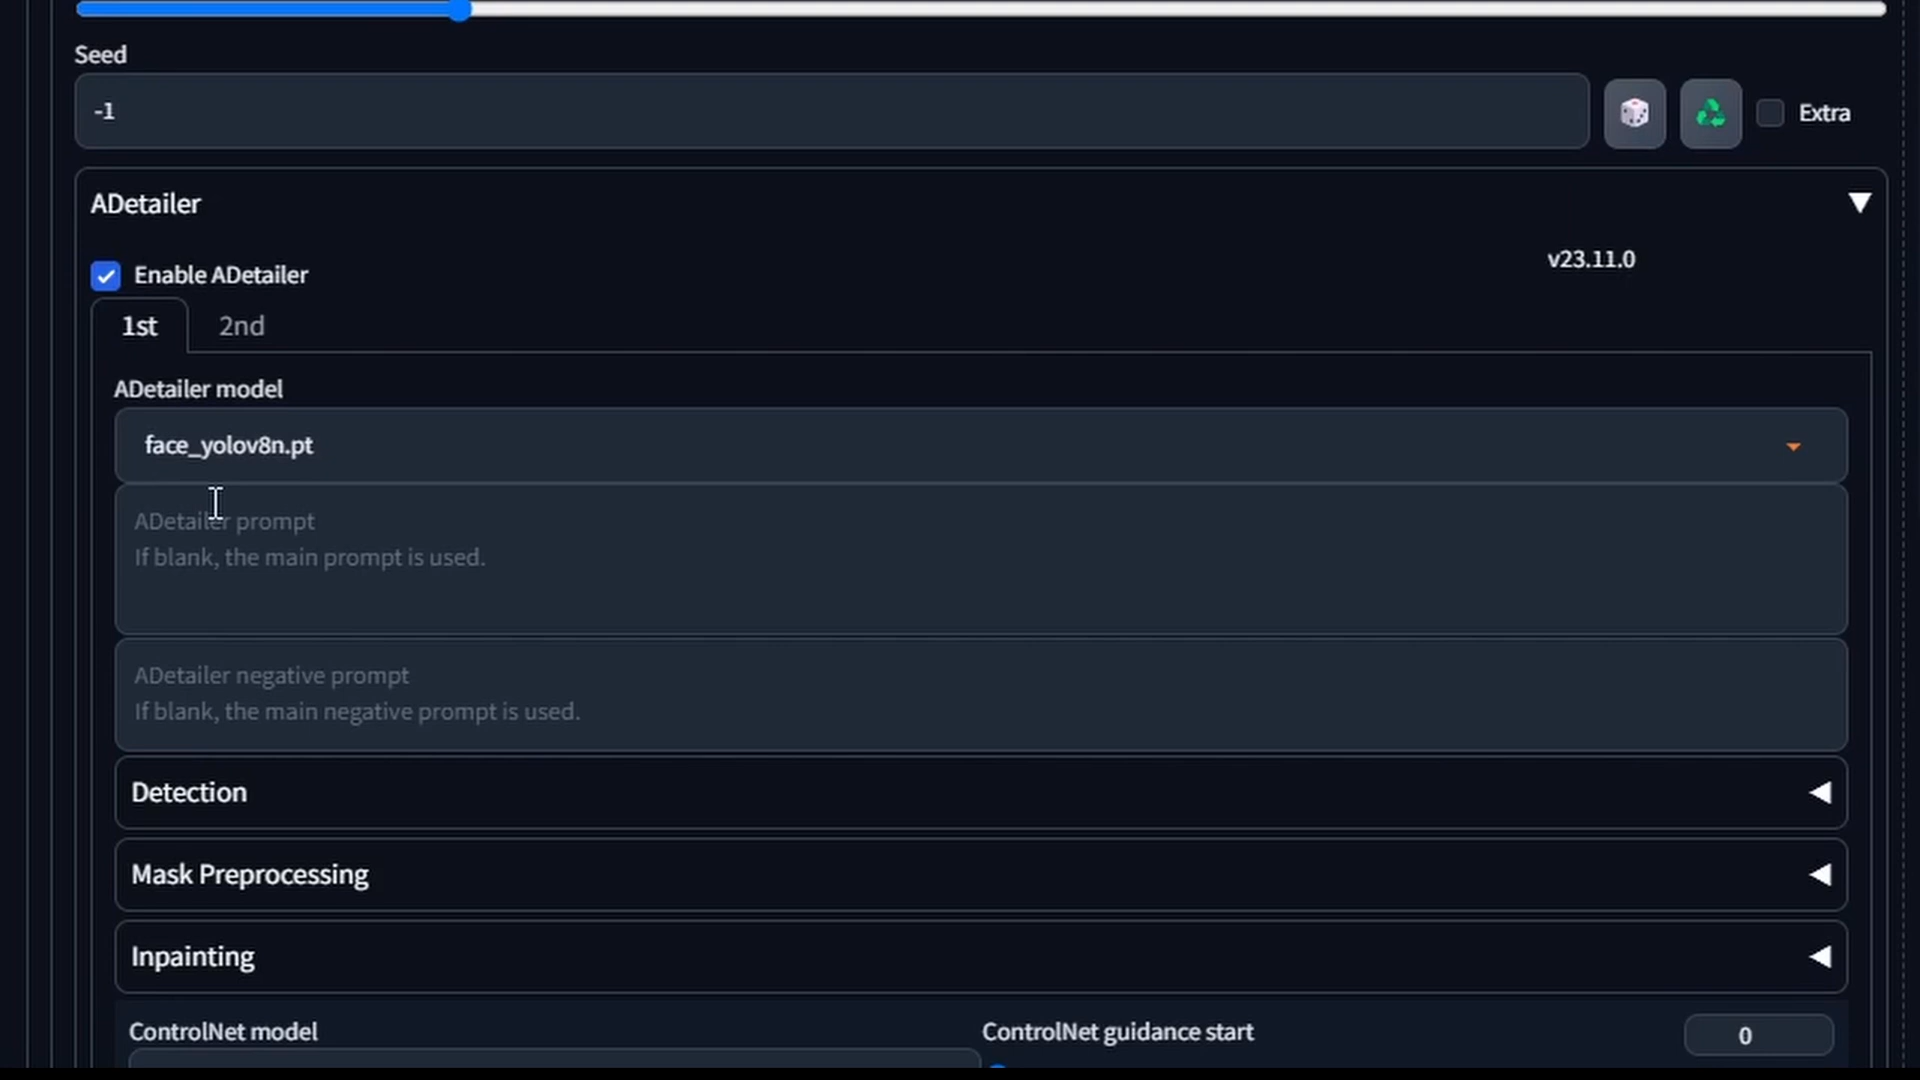 Seed
-1
Extra
ADetailer
v23.11.0
Enable ADetailer
1st 2nd
ADetailer model
face_yolov8n.pt
ADetailer prompt
If blank, the main prompt is used.
ADetailer negative prompt
If blank, the main negative prompt is used.
Detection
Mask Preprocessing
Inpainting
ControlNet model
ControlNet guidance start
0